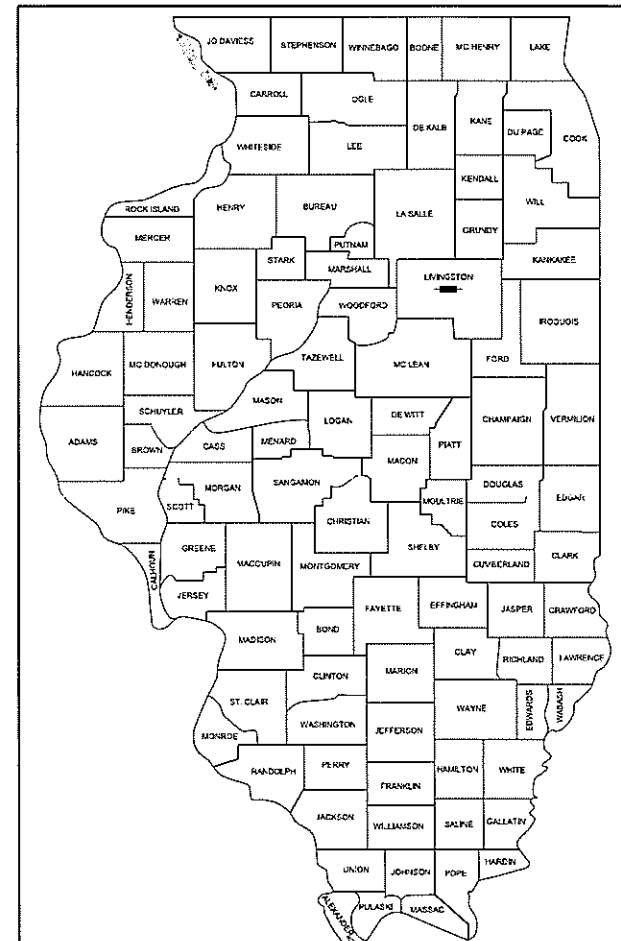 JO DAVIESS
STEPHENSON
WINNEBAGO
BOONE
MC HENRY
LAKE
CARROLL
OGLE
DE KALB
KANE
DU PAGE
COOK
WHITESIDE
LEE
KENDALL
WILL
ROCK ISLAND
HENRY
BUREAU
LA SALLE
GRUNDY
MERCER
PUTNAM
STARK
MARSHALL
KANKAKEE
HENDERSON
WARREN
KNOX
PEORIA
WOODFORD
LIVINGSTON
IROQUOIS
HANCOCK
MC DONOUGH
FULTON
TAZEWELL
MC LEAN
FORD
SCHUYLER
MASON
LOGAN
DE WITT
CHAMPAIGN
VERMILION
ADAMS
BROWN
CASS
MENARD
MACON
PIATT
MORGAN
SANGAMON
DOUGLAS
EDGAR
PIKE
SCOTT
CHRISTIAN
MOULTRIE
COLES
GREENE
MACCUPIN
MONTGOMERY
SHELBY
CUMBERLAND
CLARK
CALHOUN
JERSEY
FAYETTE
EFFINGHAM
JASPER
CRAWFORD
MADISON
BOND
CLAY
RICHLAND
LAWRENCE
CLINTON
MARION
ST. CLAIR
WASHINGTON
WAYNE
EDWARDS
WABASH
MONROE
JEFFERSON
RANDOLPH
PERRY
HAMILTON
WHITE
FRANKLIN
JACKSON
WILLIAMSON
SALINE
GALLATIN
UNION
JOHNSON
POPE
HARDIN
ALEXANDER
PULASKI
MASSAC